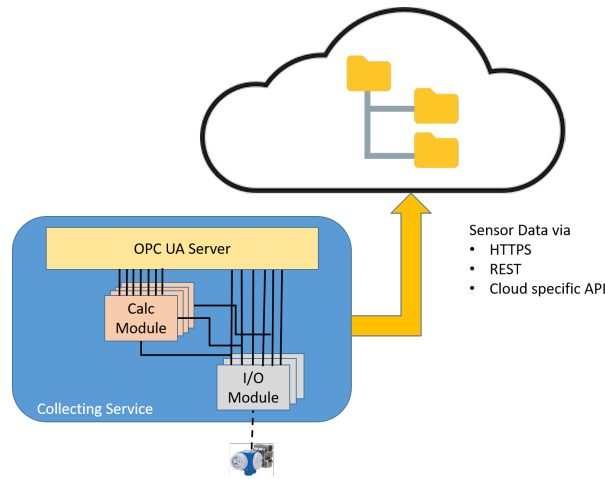 OPC UA Server
Calc
Module
I/O
Module
Collecting Service
Sensor Data via
• HTTPS
• REST
• Cloud specific API